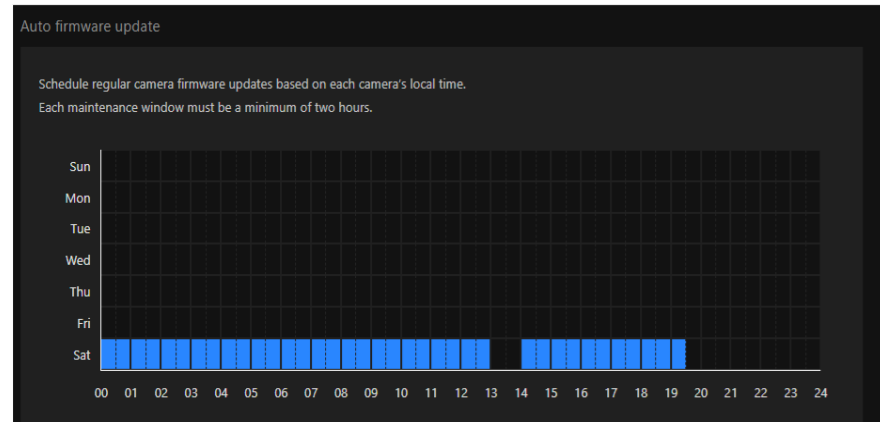 Auto firmware update
Schedule regular camera firmware updates based on each camera's local time.
Each maintenance window must be a minimum of two hours.
Sun
Mon
Tue
Wed
Thu
Fri
Sat
00 01 02 03 04 05 06 07 08 09 10 11 12 13 14 15 16 17 18 19 20 21 22 23 24